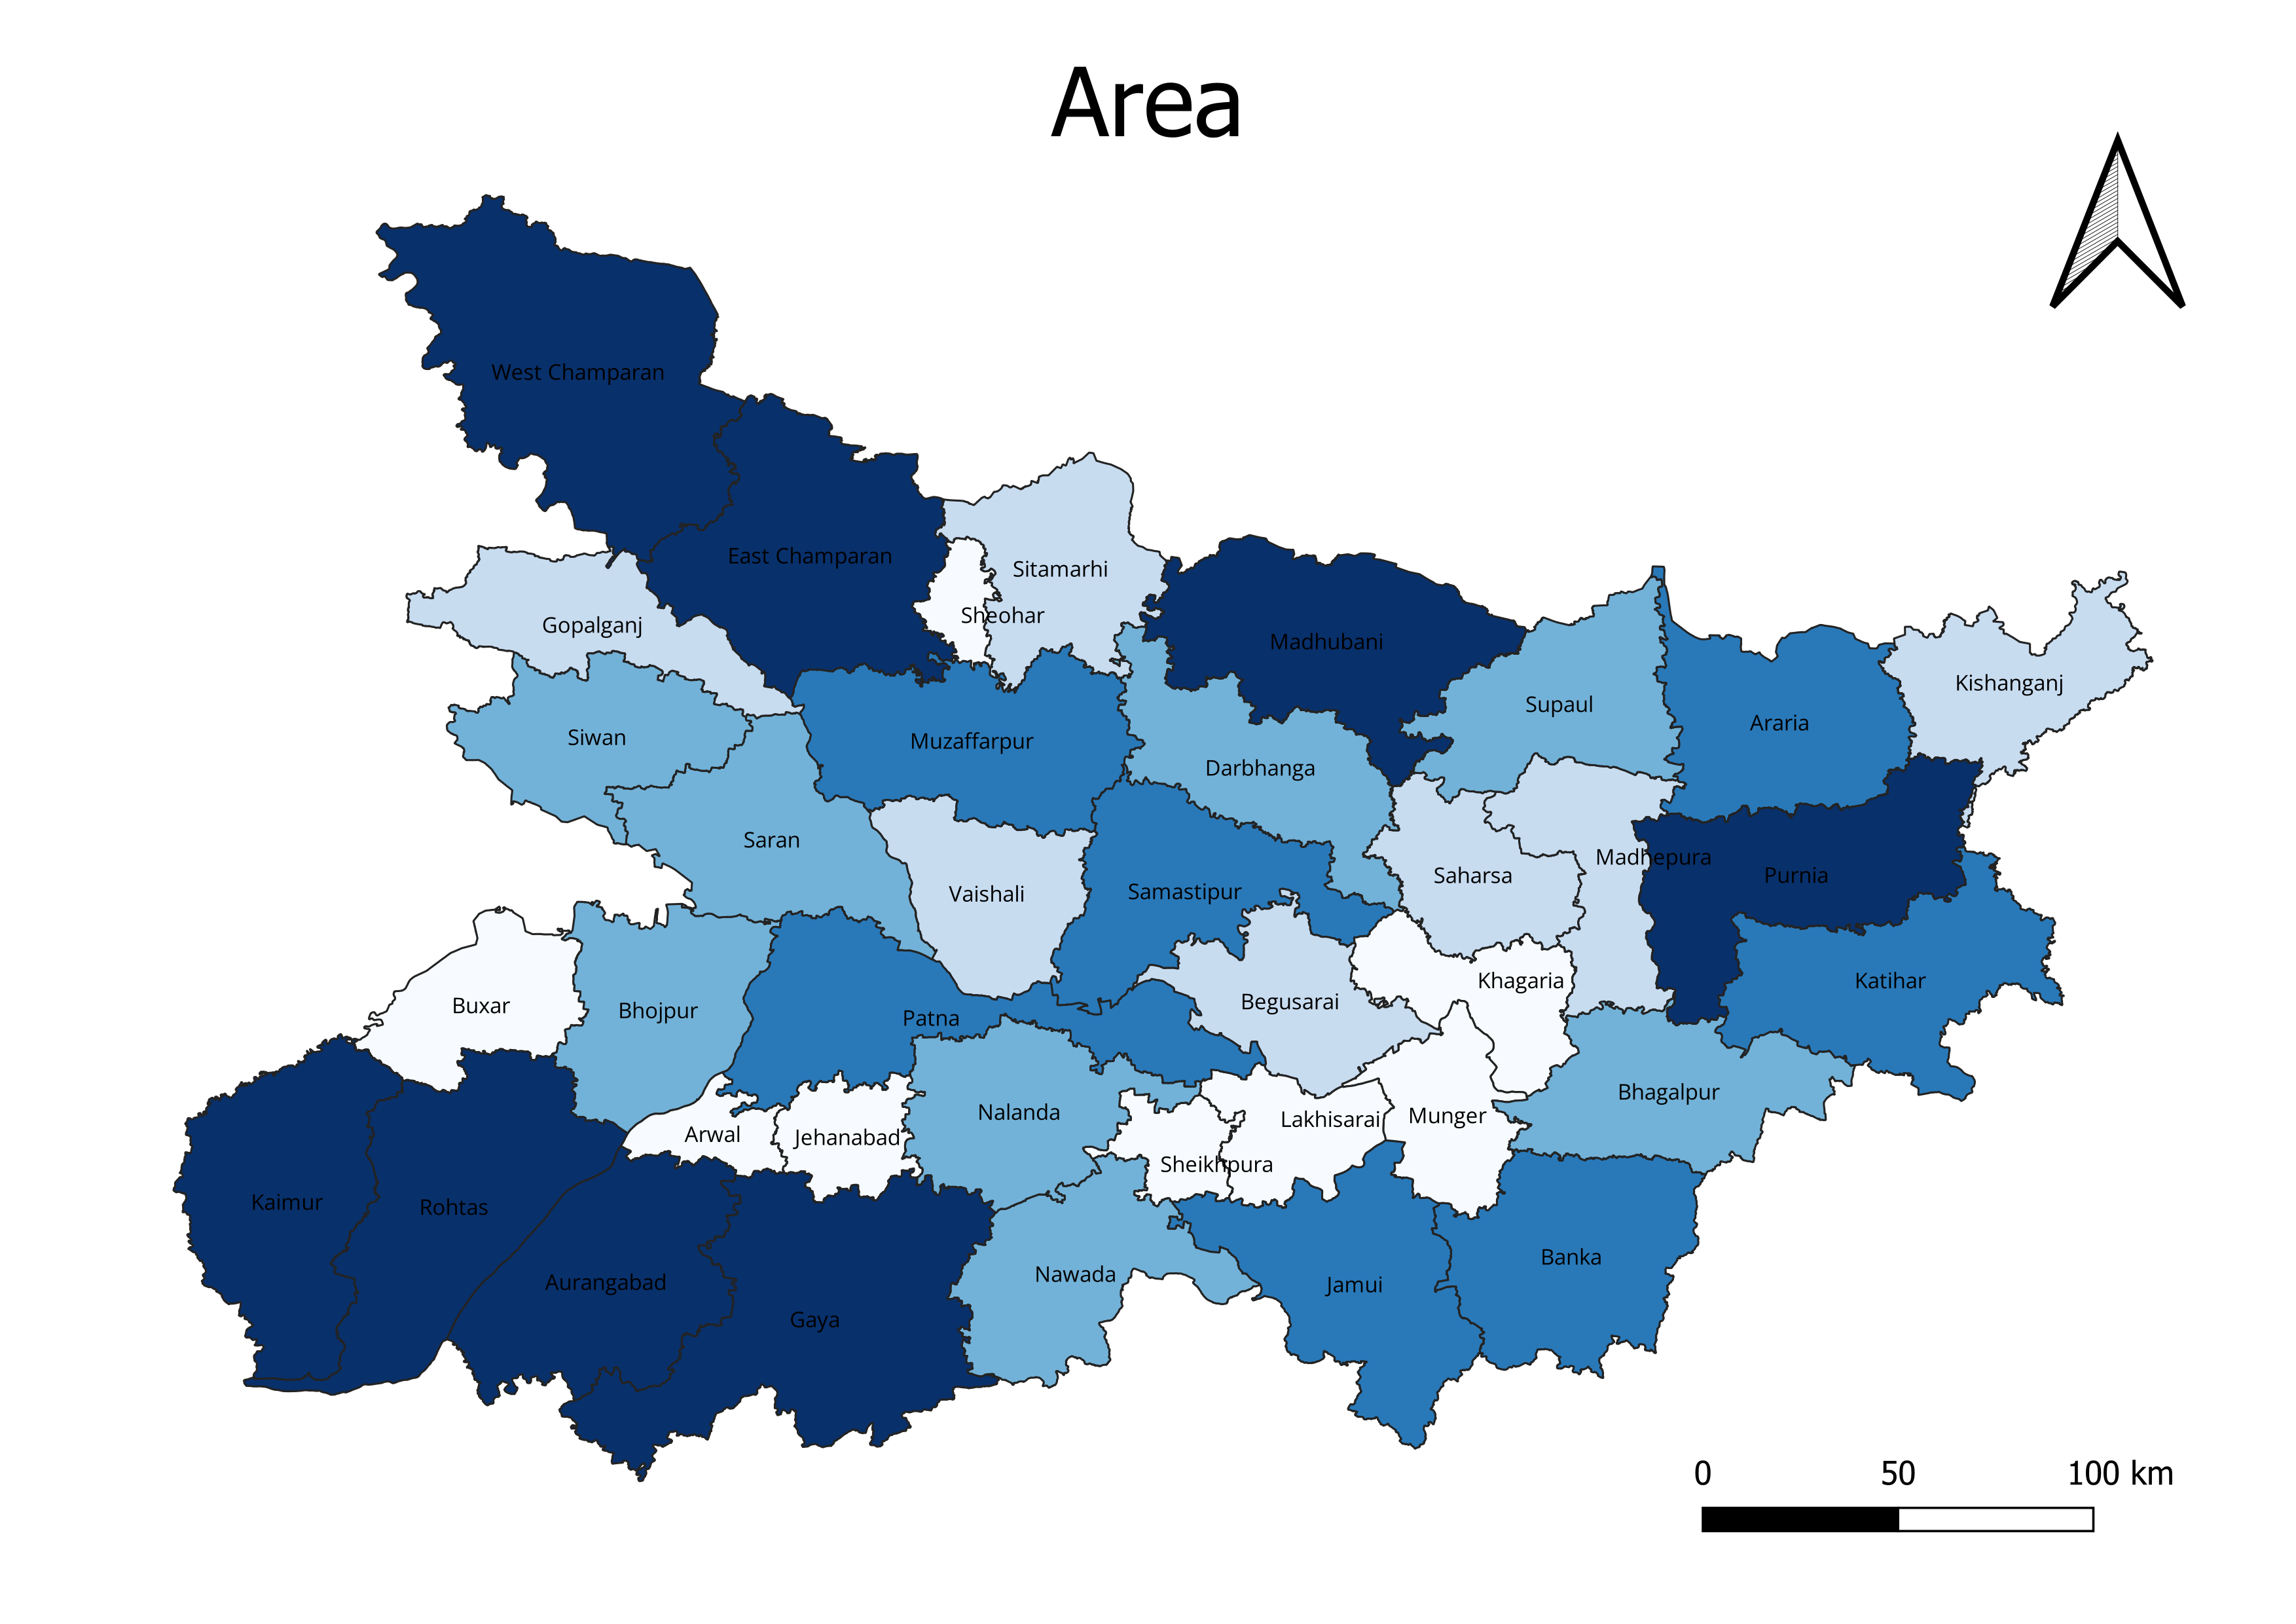 Area
West Champaran
East Champaran
Sitamarhi
Sheohar
Gopalganj
Madhubani
Kishanganj
Supaul
Araria
Siwan
Muzaffarpur
Darbhanga
Saran
Madhepura
Saharsa
Purnia
Vaishali
Samastipur
Khagaria
Katihar
Buxar
Bhojpur
Patna
Begusarai
Bhagalpur
Nalanda
Lakhisarai
Munger
Arwal
Jehanabad
Sheikhpura
Kaimur
Rohtas
Banka
Aurangabad
Nawada
Jamui
Gaya
0 50 100 km